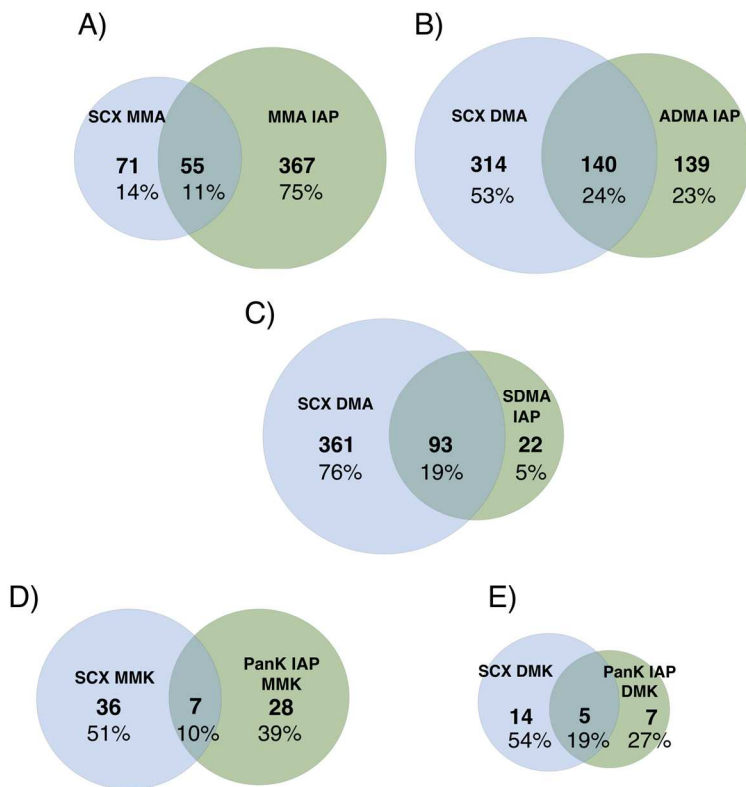 A)
SCX MMA
MMA IAP
71 55 367
14% 11% 75%
B)
SCX DMA
ADMA IAP
314 140 139
53% 24% 23%
C)
SCX DMA
SDMA
IAP
361 93 22
76% 19% 5%
D)
SCX MMK
PanK IAP
MMK
36 7 28
51% 10% 39%
E)
SCX DMK
PanK IAP
DMK
14 5 7
54% 19% 27%